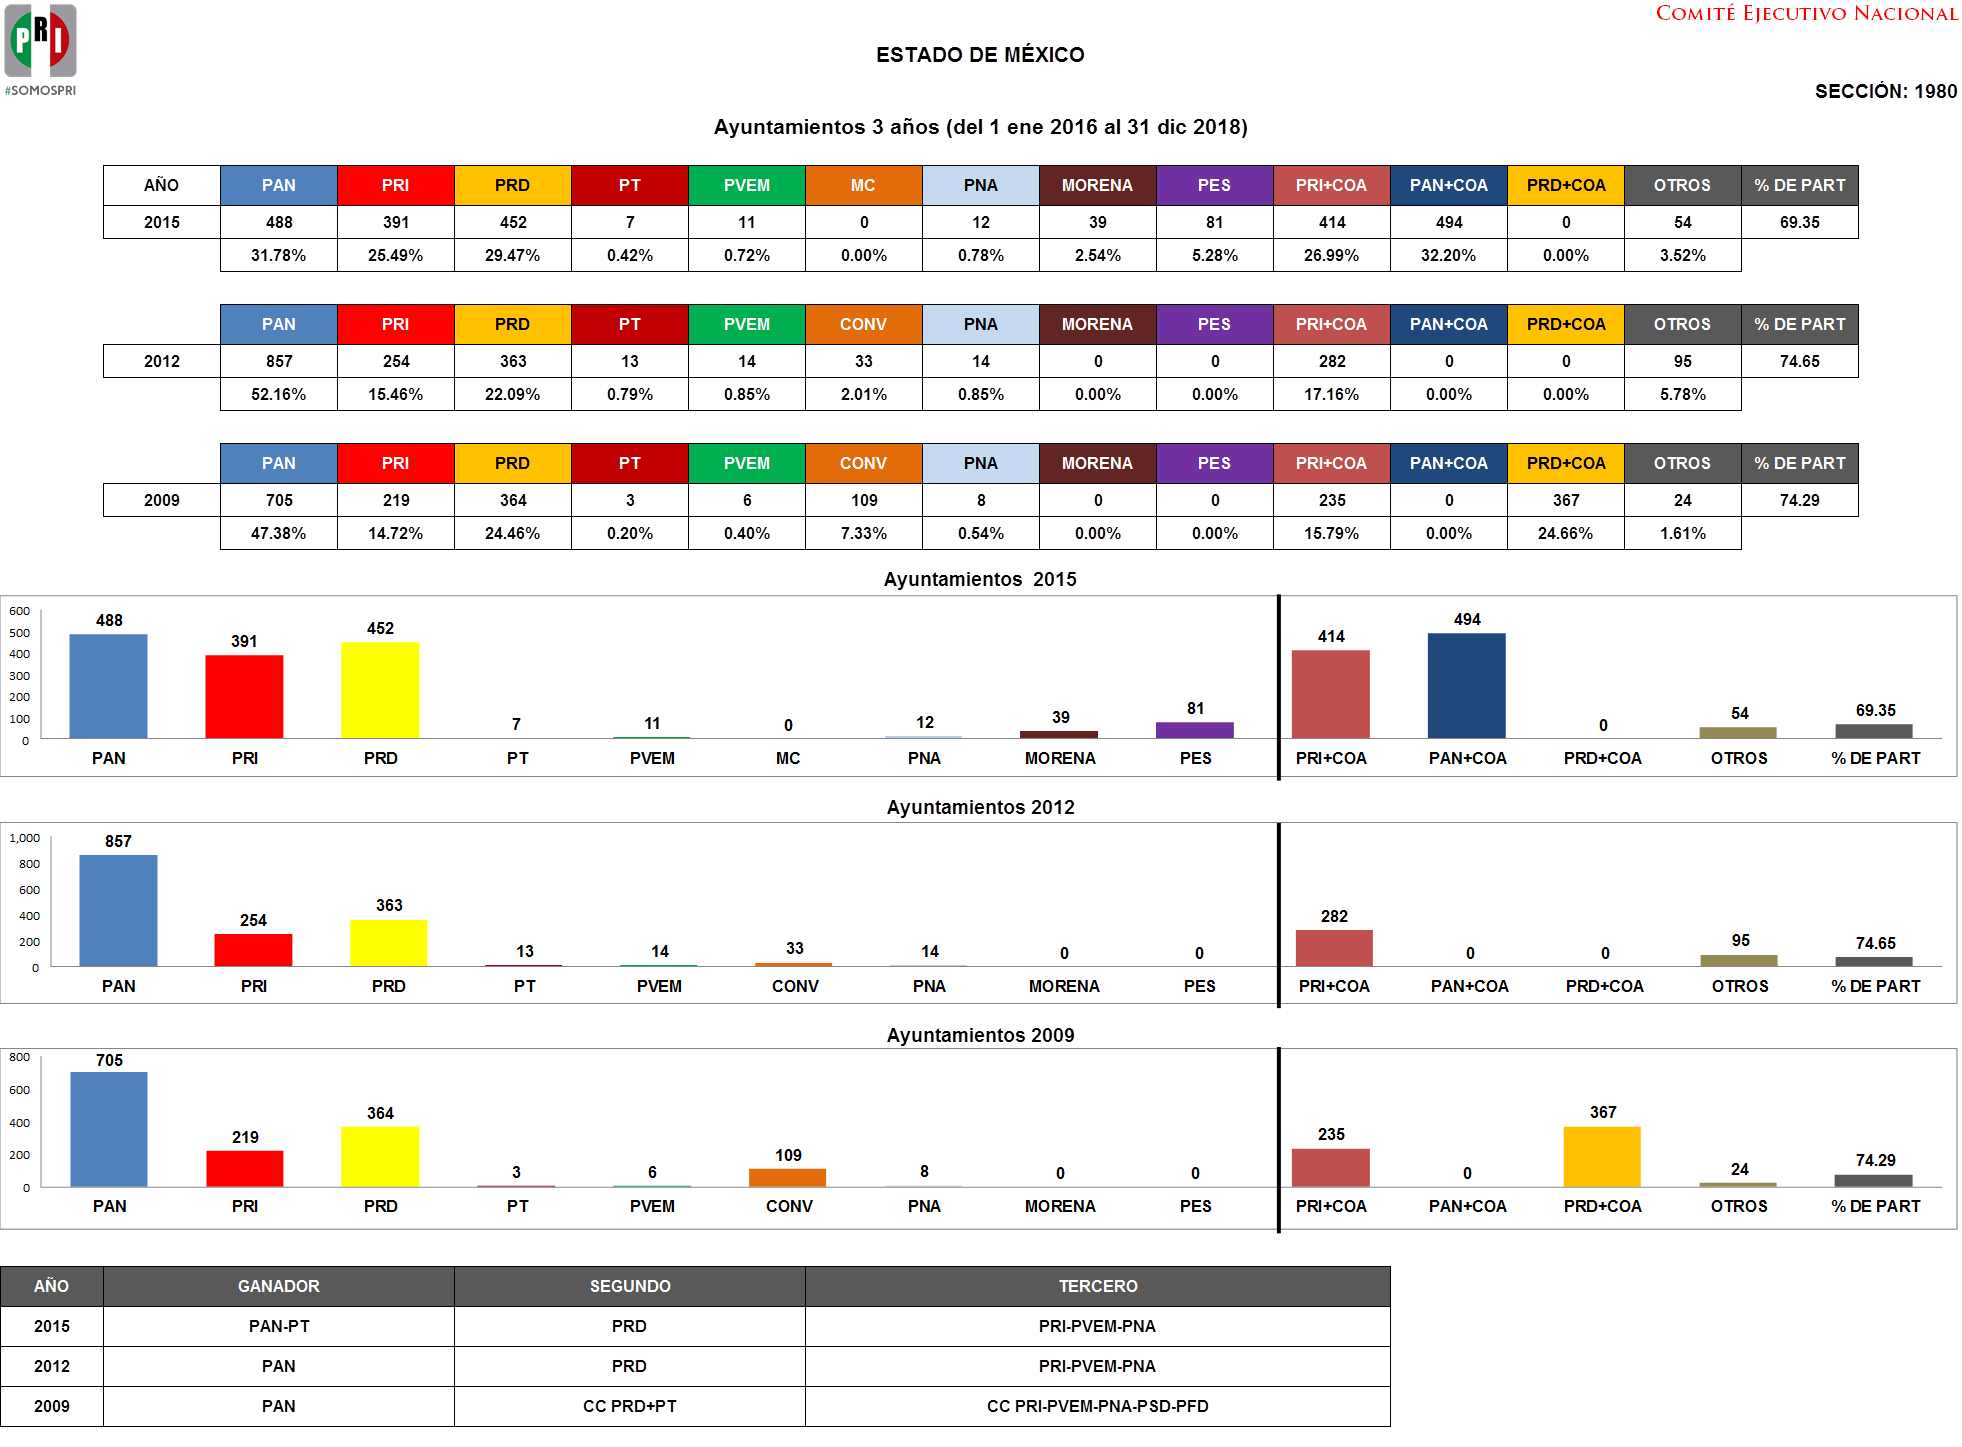 PRI
#SOMOSPRI
COMITÉ EJECUTIVO NACIONAL
ESTADO DE MÉXICO
SECCIÓN: 1980
Ayuntamientos 3 años (del 1 ene 2016 al 31 dic 2018)
AÑO PAN PRI PRD PT PVEM MC PNA MORENA PES PRI+COA PAN+COA PRD+COA OTROS % DE PART
2015 488 391 452 7 11 0 12 39 81 414 494 0 54 69.35
31.78% 25.49% 29.47% 0.42% 0.72% 0.00% 0.78% 2.54% 5.28% 26.99% 32.20% 0.00% 3.52%
PAN PRI PRD PT PVEM CONV PNA MORENA PES PRI+COA PAN+COA PRD+COA OTROS % DE PART
2012 857 254 363 13 14 33 14 0 0 282 0 0 95 74.65
52.16% 15.46% 22.09% 0.79% 0.85% 2.01% 0.85% 0.00% 0.00% 17.16% 0.00% 0.00% 5.78%
PAN PRI PRD PT PVEM CONV PNA MORENA PES PRI+COA PAN+COA PRD+COA OTROS % DE PART
2009 705 219 364 3 6 109 8 0 0 235 0 367 24 74.29
47.38% 14.72% 24.46% 0.20% 0.40% 7.33% 0.54% 0.00% 0.00% 15.79% 0.00% 24.66% 1.61%
Ayuntamientos 2015
600
500
400
300
200
100
0
488 391 452 7 11 0 12 39 81 414 494 0 54 69.35
PAN PRI PRD PT PVEM MC PNA MORENA PES PRI+COA PAN+COA PRD+COA OTROS % DE PART
Ayuntamientos 2012
1,000
800
600
400
200
0
857 254 363 13 14 33 14 0 0 282 0 0 95 74.65
PAN PRI PRD PT PVEM CONV PNA MORENA PES PRI+COA PAN+COA PRD+COA OTROS % DE PART
Ayuntamientos 2009
800
600
400
200
0
705 219 364 3 6 109 8 0 0 235 0 367 24 74.29
PAN PRI PRD PT PVEM CONV PNA MORENA PES PRI+COA PAN+COA PRD+COA OTROS % DE PART
AÑO GANADOR SEGUNDO TERCERO
2015 PAN-PT PRD PRI-PVEM-PNA
2012 PAN PRD PRI-PVEM-PNA
2009 PAN CC PRD+PT CC PRI-PVEM-PNA-PSD-PFD